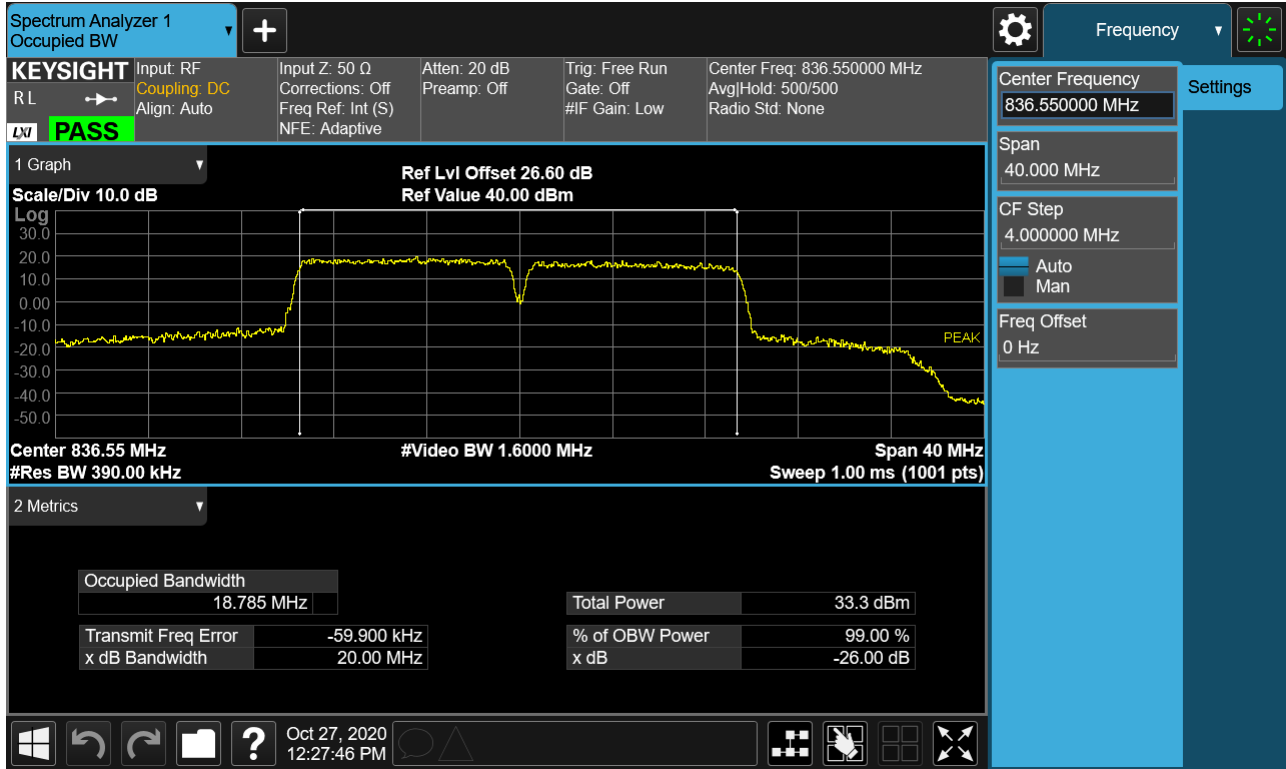 Spectrum Analyzer 1
Occupied BW
Frequency
KEYSIGHT
R L
LXI
PASS
Input: RF
Coupling: DC
Align: Auto
Input Z: 50 Ω
Corrections: Off
Freq Ref: Int (S)
NFE: Adaptive
Atten: 20 dB
Preamp: Off
Trig: Free Run
Gate: Off
#IF Gain: Low
Center Freq: 836.550000 MHz
Avg|Hold: 500/500
Radio Std: None
Center Frequency
836.550000 MHz
Settings
Span
40.000 MHz
CF Step
4.000000 MHz
Auto
Man
Freq Offset
0 Hz
1 Graph
Scale/Div 10.0 dB
Ref Lvl Offset 26.60 dB
Ref Value 40.00 dBm
Log
30.0
20.0
10.0
0.00
-10.0
-20.0
-30.0
-40.0
-50.0
PEAK
Center 836.55 MHz
#Video BW 1.6000 MHz
Span 40 MHz
#Res BW 390.00 kHz
Sweep 1.00 ms (1001 pts)
2 Metrics
Occupied Bandwidth
18.785 MHz
Total Power 33.3 dBm
Transmit Freq Error -59.900 kHz
% of OBW Power 99.00 %
x dB Bandwidth 20.00 MHz
x dB -26.00 dB
?
Oct 27, 2020
12:27:46 PM